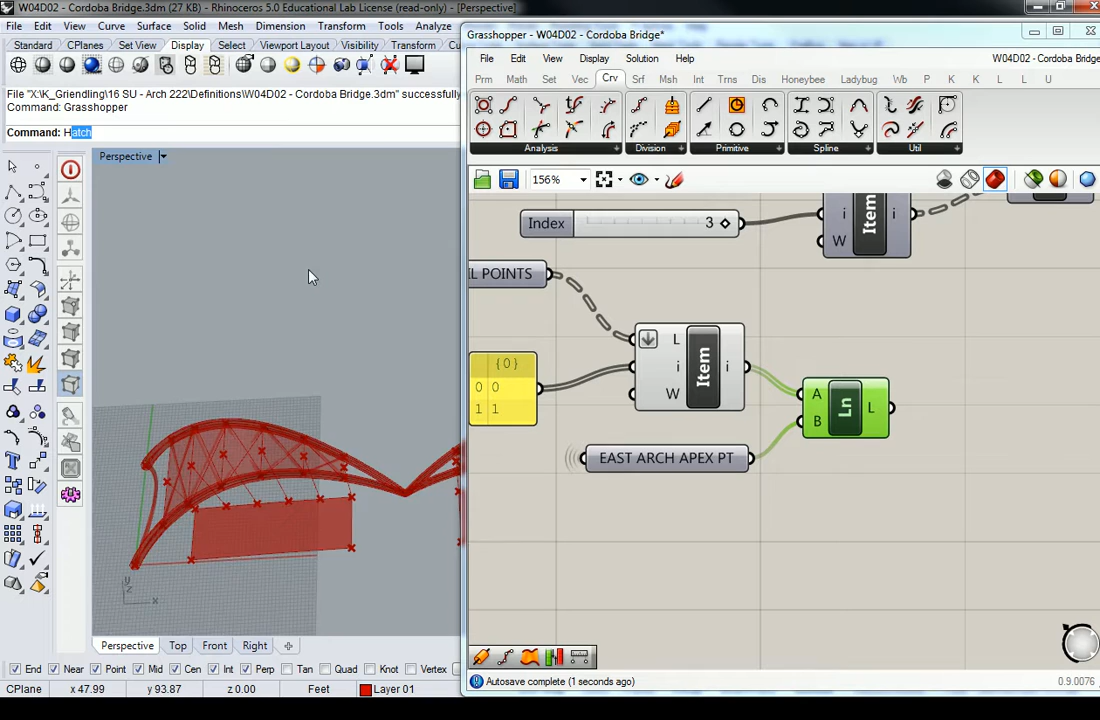 W04D02 - Cordoba Bridge.3dm (27 KB) - Rhinoceros 5.0 Educational Lab License (read-only) - [Perspective]
File Edit View Curve Surface Solid Mesh Dimension Transform Tools Analyze
Standard CPlanes Set View Display Select Viewport Layout Visibility Transform
File "X:\K_Griendling\16 SU - Arch 222\Definitions\W04D02 - Cordoba Bridge.3dm" successfully
Command: Grasshopper
Command: Hatch
Perspective
Grasshopper - W04D02 - Cordoba Bridge*
File Edit View Display Solution Help W04D02 - Cordoba Bridge
Prm Math Set Vec Crv Srf Msh Int Trns Dis Honeybee Ladybug Wb P K K L L U
Analysis Division Primitive Spline Util
156%
Index 3
i
W
Item
i
L POINTS
L
i
W
Item
i
{0}
0 0
1 1
A
B
Ln
L
EAST ARCH APEX PT
y
z
x
Perspective Top Front Right
End Near Point Mid Cen Int Perp Tan Quad Knot Vertex
CPlane x 47.99 y 93.87 z 0.00 Feet Layer 01
Autosave complete (1 seconds ago)
0.9.0076